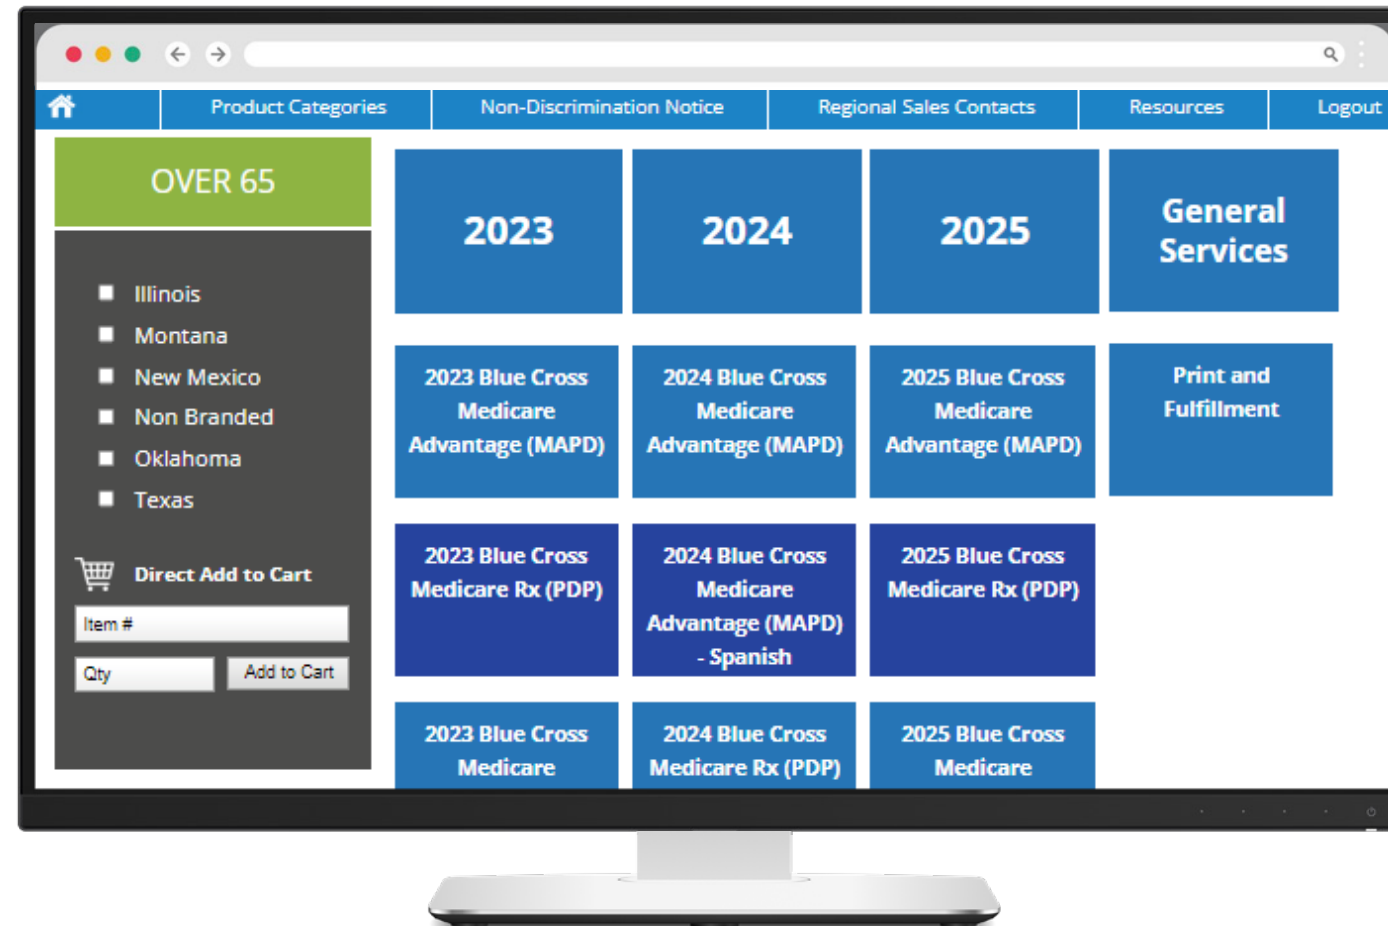 Product Categories
Non-Discrimination Notice
Regional Sales Contacts
Resources
Logout
OVER 65
Illinois
Montana
New Mexico
Non Branded
Oklahoma
Texas
Direct Add to Cart
Item #
Qty
Add to Cart
2023
2024
2025
General
Services
2023 Blue Cross
Medicare
Advantage (MAPD)
2024 Blue Cross
Medicare
Advantage (MAPD)
2025 Blue Cross
Medicare
Advantage (MAPD)
Print and
Fulfillment
2023 Blue Cross
Medicare Rx (PDP)
2024 Blue Cross
Medicare
Advantage (MAPD)
- Spanish
2025 Blue Cross
Medicare Rx (PDP)
2023 Blue Cross
Medicare
2024 Blue Cross
Medicare Rx (PDP)
2025 Blue Cross
Medicare